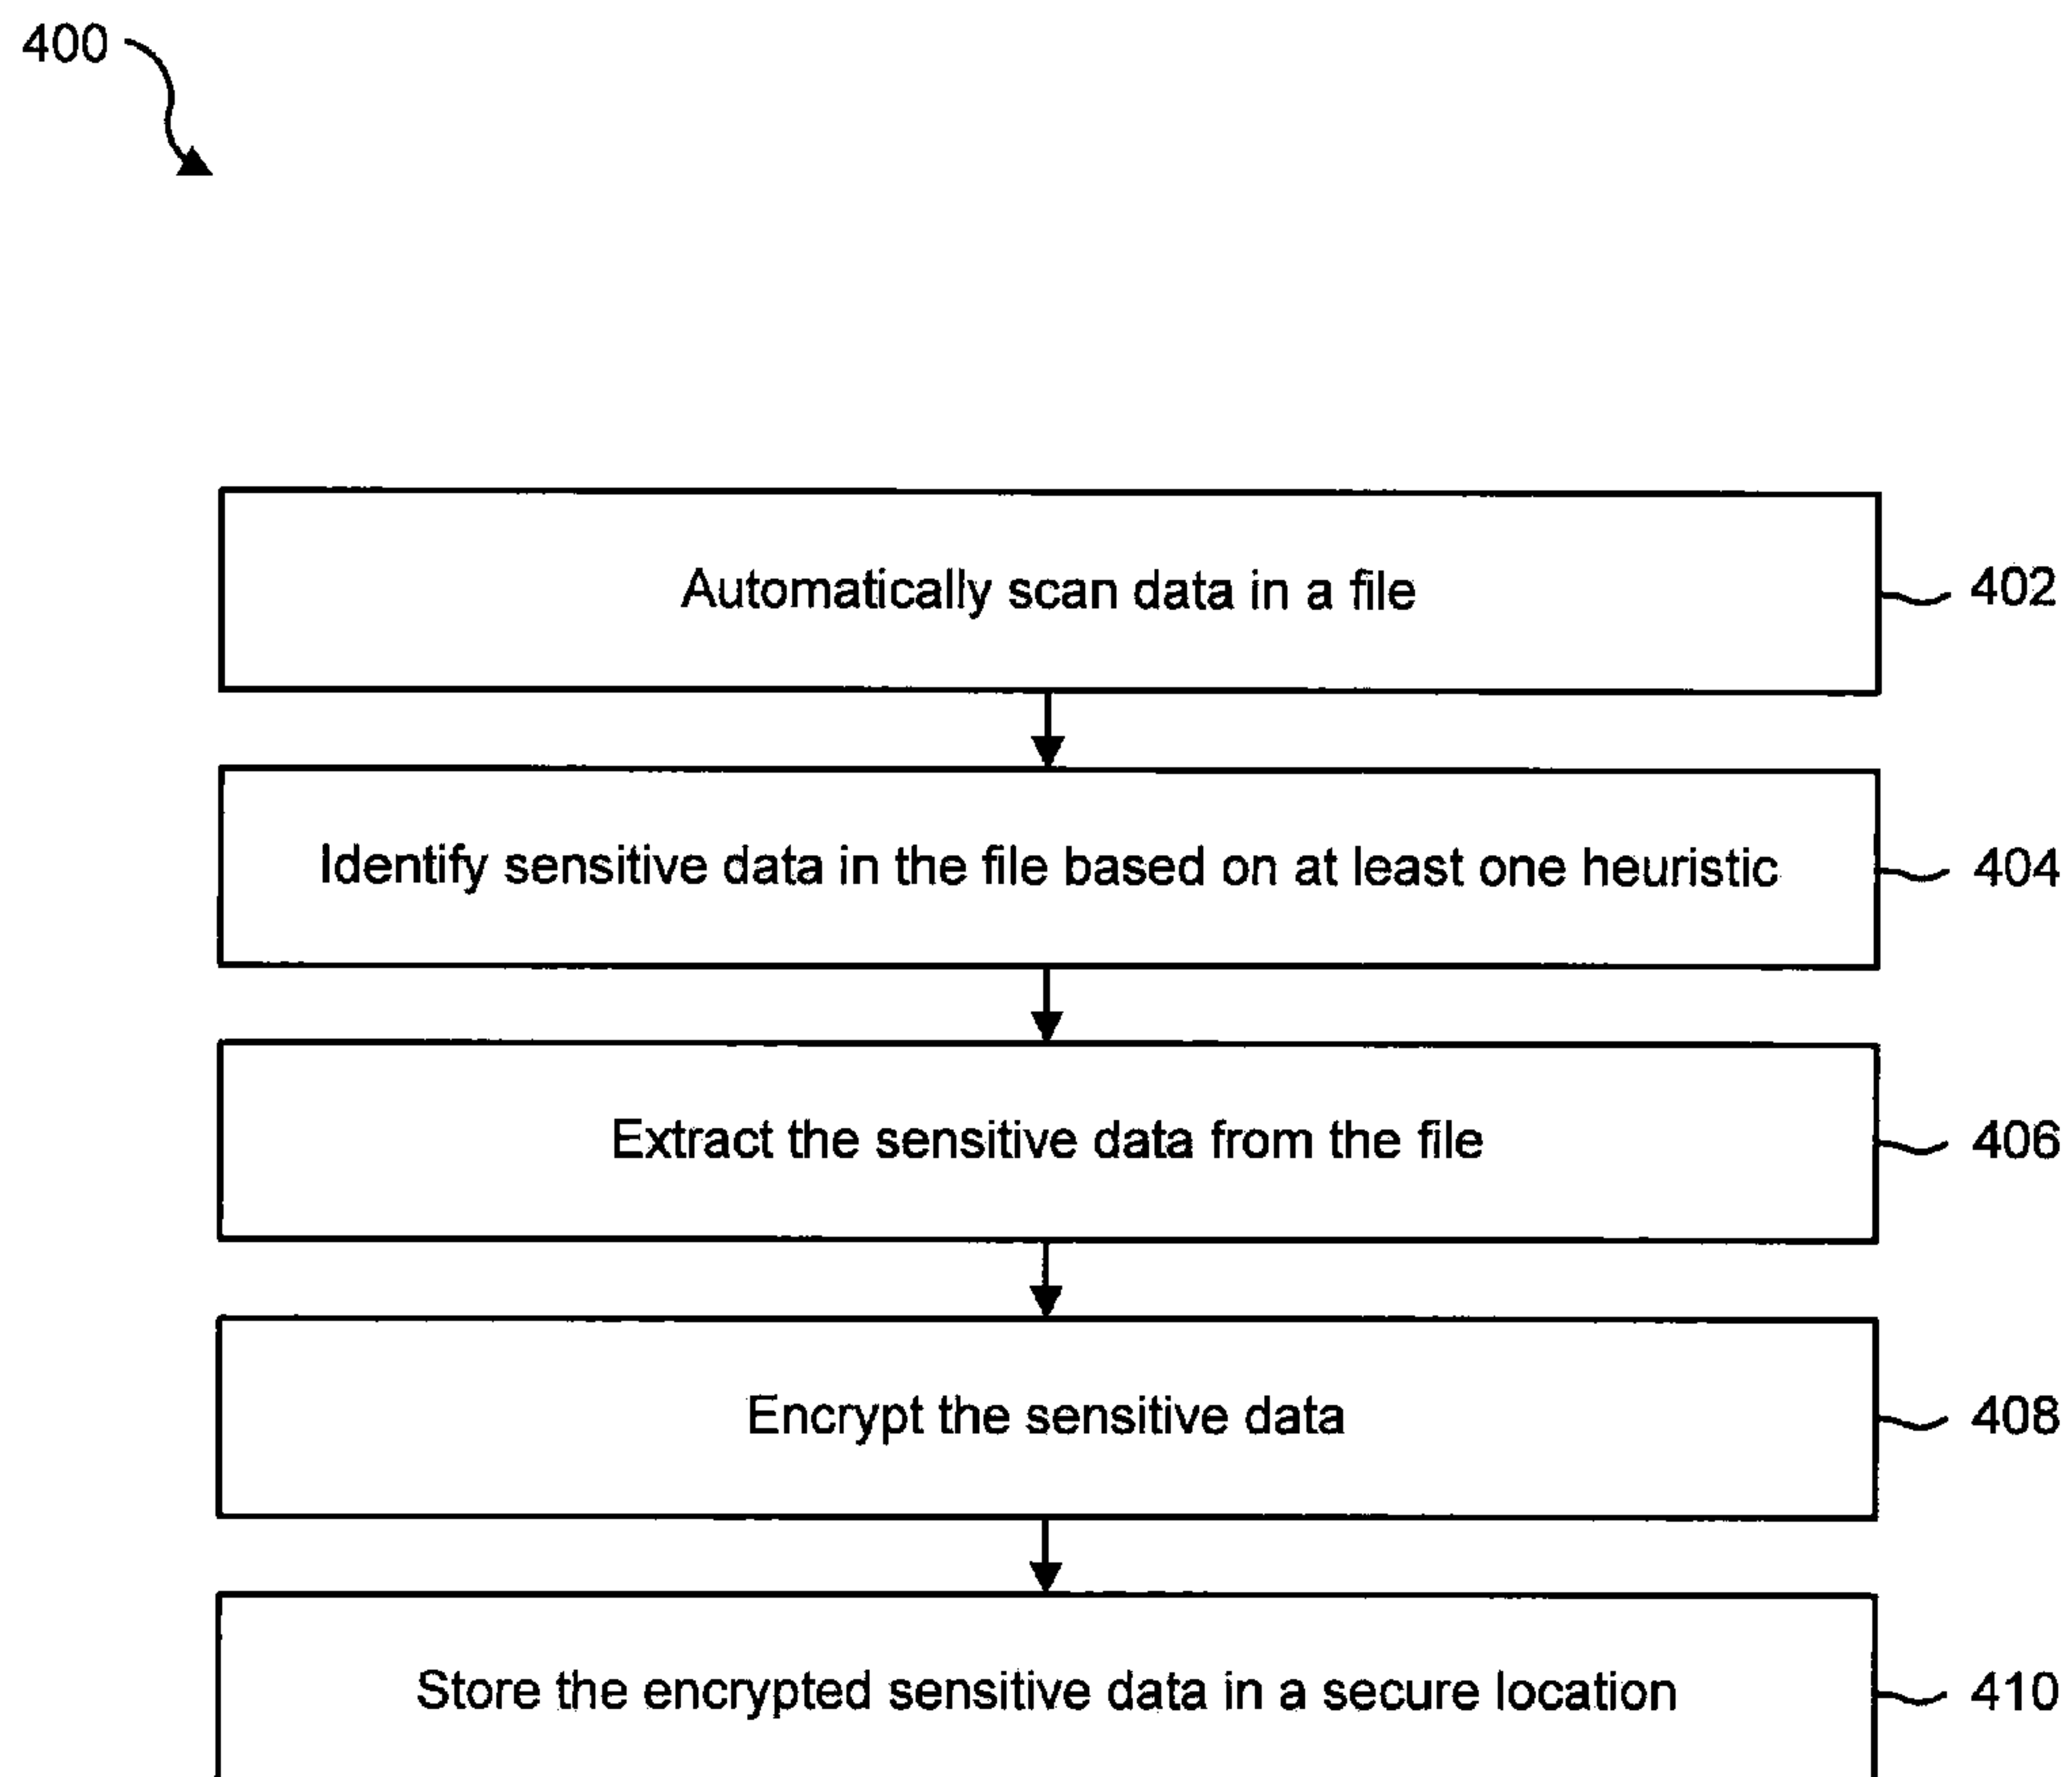 400
Automatically scan data in a file
402
Identify sensitive data in the file based on at least one heuristic
404
Extract the sensitive data from the file
406
Encrypt the sensitive data
408
Store the encrypted sensitive data in a secure location
410